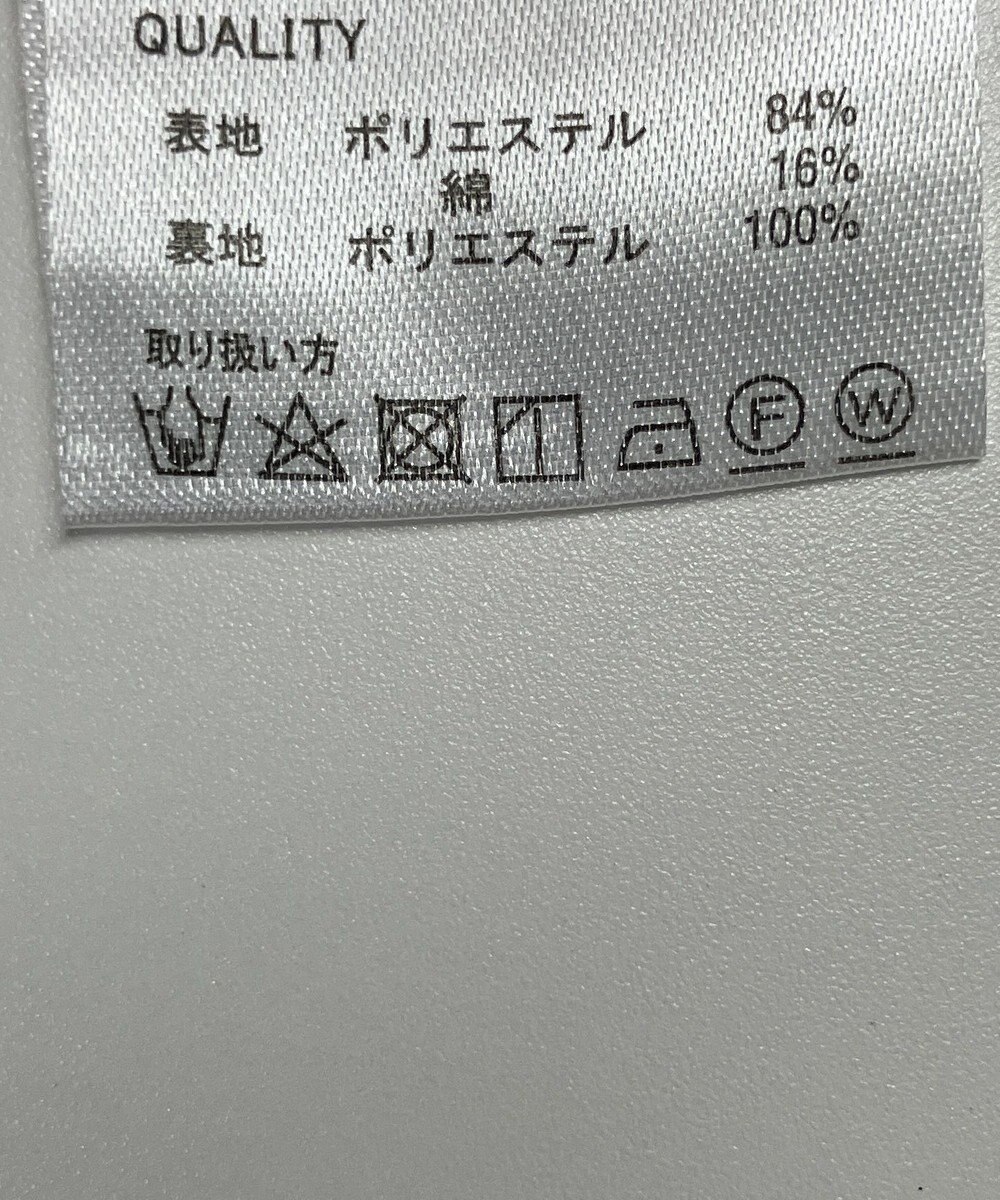 QUALITY
表地 ポリエステル 84%
綿 16%
裏地 ポリエステル 100%
取り扱い方
F W